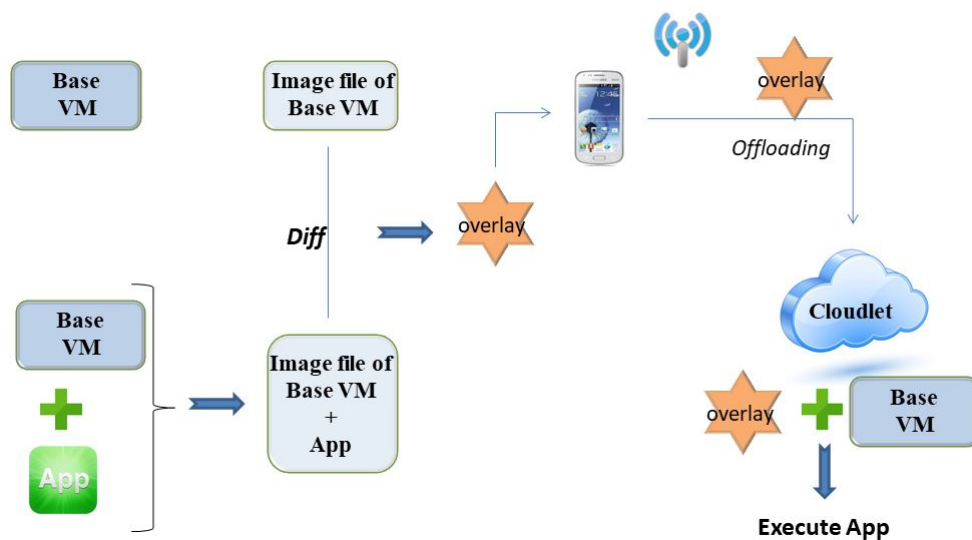 Base
VM
Image file of
Base VM
overlay
Offloading
Diff
overlay
Base
VM
App
Image file of
Base VM
+
App
Cloudlet
overlay
Base
VM
Execute App